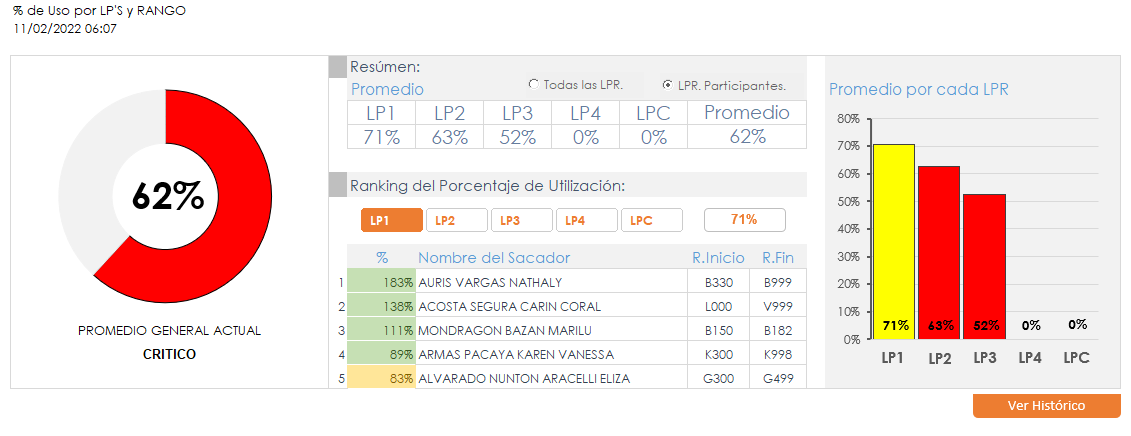 % de Uso por LP'S y RANGO
11/02/2022 06:07
62%
PROMEDIO GENERAL ACTUAL
CRITICO
Resúmen:
Promedio
Todas las LPR.
LPR. Participantes.
LP1 LP2 LP3 LP4 LPC Promedio
71% 63% 52% 0% 0% 62%
Ranking del Porcentaje de Utilización:
LP1 LP2 LP3 LP4 LPC 71%
% Nombre del Sacador R.Inicio R.Fin
1 183% AURIS VARGAS NATHALY B330 B999
2 138% ACOSTA SEGURA CARIN CORAL L000 V999
3 111% MONDRAGON BAZAN MARILU B150 B182
4 89% ARMAS PACAYA KAREN VANESSA K300 K998
5 83% ALVARADO NUNTON ARACELLI ELIZA G300 G499
Promedio por cada LPR
80%
70%
60%
50%
40%
30%
20%
10%
0%
71% 63% 52% 0% 0%
LP1 LP2 LP3 LP4 LPC
Ver Histórico